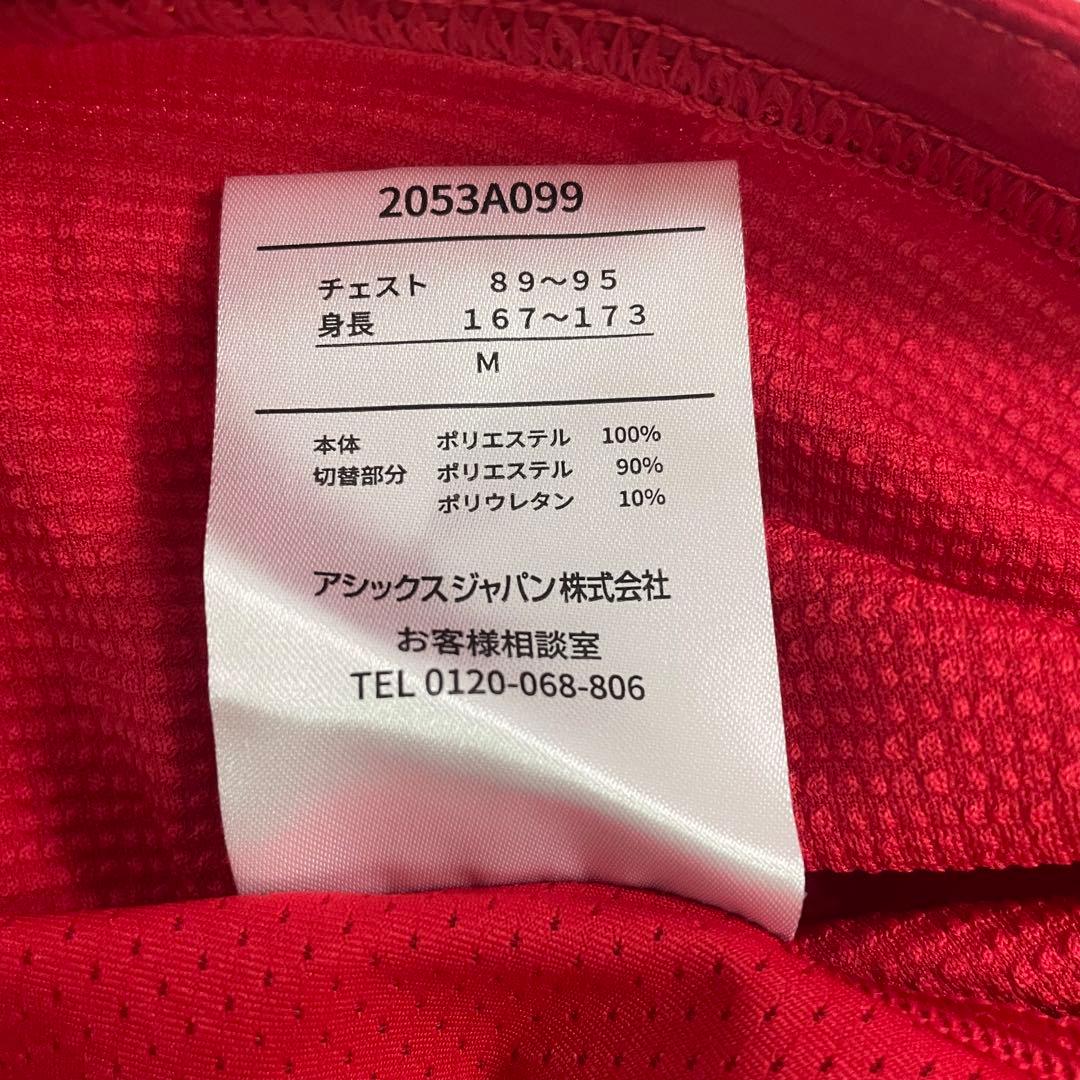 2053A099
チェスト 89～95
身長 167～173
M
本体 ポリエステル 100%
切替部分 ポリエステル 90%
ポリウレタン 10%
アシックスジャパン株式会社
お客様相談室
TEL 0120-068-806